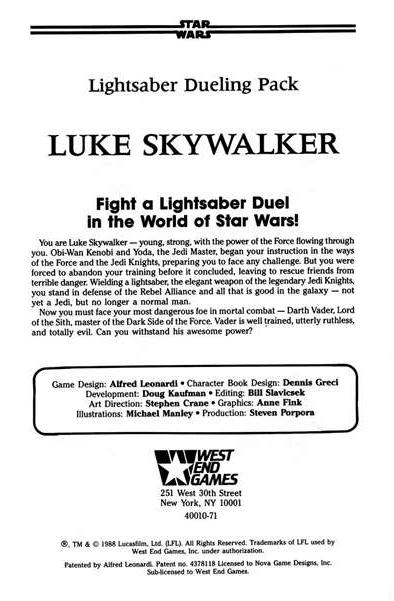 STAR
WARS
Lightsaber Dueling Pack
LUKE SKYWALKER
Fight a Lightsaber Duel
in the World of Star Wars!
You are Luke Skywalker — young, strong, with the power of the Force flowing through
you. Obi-Wan Kenobi and Yoda, the Jedi Master, began your instruction in the ways
of the Force and the Jedi Knights, preparing you to face any challenge. But you were
forced to abandon your training before it concluded, leaving to rescue friends from
terrible danger. Wielding a lightsaber, the elegant weapon of the legendary Jedi Knights,
you stand in defense of the Rebel Alliance and all that is good in the galaxy — not
yet a Jedi, but no longer a normal man.
Now you must face your most dangerous foe in mortal combat — Darth Vader, Lord
of the Sith, master of the Dark Side of the Force. Vader is well trained, utterly ruthless,
and totally evil. Can you withstand his awesome power?
Game Design: Alfred Leonardi • Character Book Design: Dennis Greci
Development: Doug Kaufman • Editing: Bill Slavicsek
Art Direction: Stephen Crane • Graphics: Anne Fink
Illustrations: Michael Manley • Production: Steven Porpora
WEST
END
GAMES
251 West 30th Street
New York, NY 10001
40010-71
®, TM & © 1988 Lucasfilm, Ltd. (LFL). All Rights Reserved. Trademarks of LFL used by
West End Games, Inc. under authorization.
Patented by Alfred Leonardi. Patent no. 4378118 Licensed to Nova Game Designs, Inc.
Sub-licensed to West End Games, Inc.